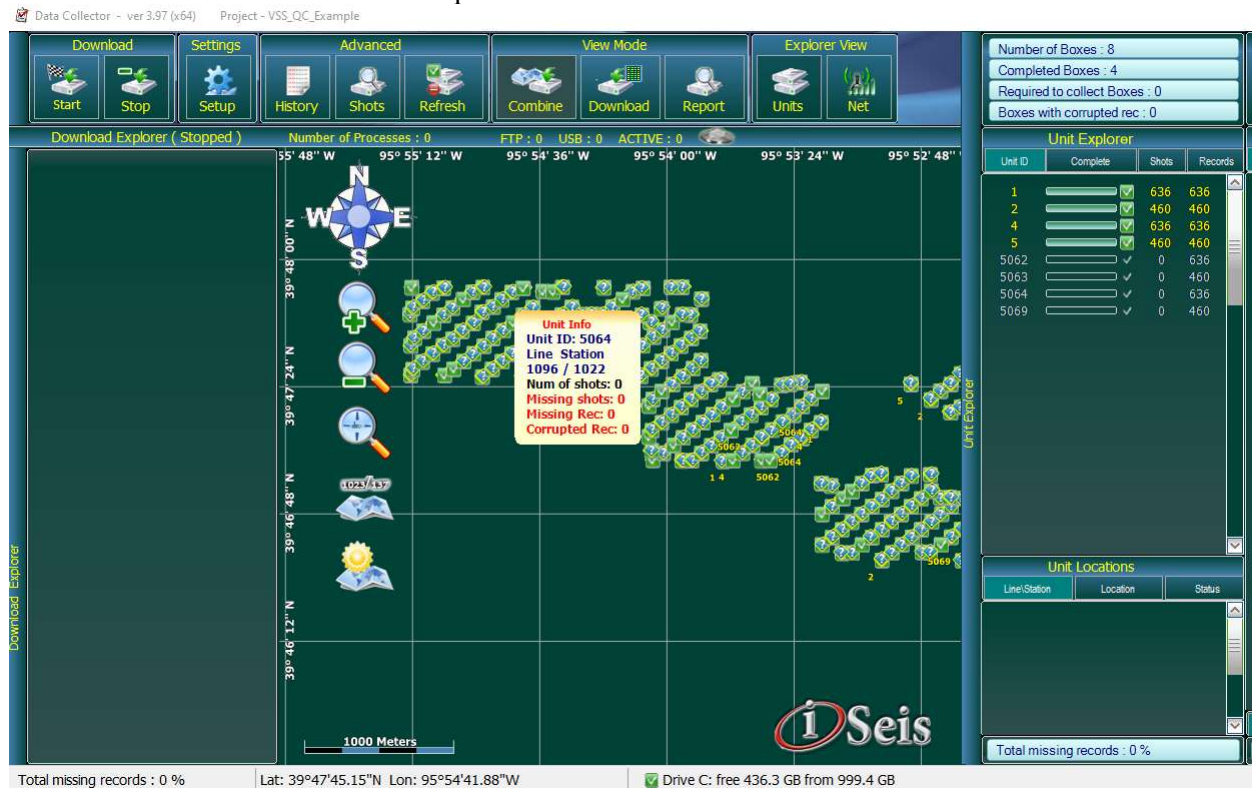 Data Collector - ver 3.97 (x64) Project - VSS_QC_Example
Download Settings Advanced View Mode Explorer View
Start Stop Setup History Shots Refresh Combine Download Report Units Net
Number of Boxes : 8
Completed Boxes : 4
Required to collect Boxes : 0
Boxes with corrupted rec : 0
Download Explorer ( Stopped ) Number of Processes : 0 FTP : 0 USB : 0 ACTIVE : 0
Unit Explorer
Unit ID Complete Shots Records
1 636 636
2 460 460
4 636 636
5 460 460
5062 0 636
5063 0 460
5064 0 636
5069 0 460
55' 48" W 95° 55' 12" W 95° 54' 36" W 95° 54' 00" W 95° 53' 24" W 95° 52' 48"
N
W E
S
39° 48' 00" N
39° 47' 24" N
39° 46' 48" N
39° 46' 12" N
1023/137
Unit Info
Unit ID: 5064
Line Station
1096 / 1022
Num of shots: 0
Missing shots: 0
Missing Rec: 0
Corrupted Rec: 0
5
2
5064
5062
5064
1 4 5062
5069
2
1000 Meters
iSeis
Download Explorer
Unit Explorer
Unit Locations
Line\Station Location Status
Total missing records : 0 %
Total missing records : 0 % Lat: 39°47'45.15"N Lon: 95°54'41.88"W Drive C: free 436.3 GB from 999.4 GB